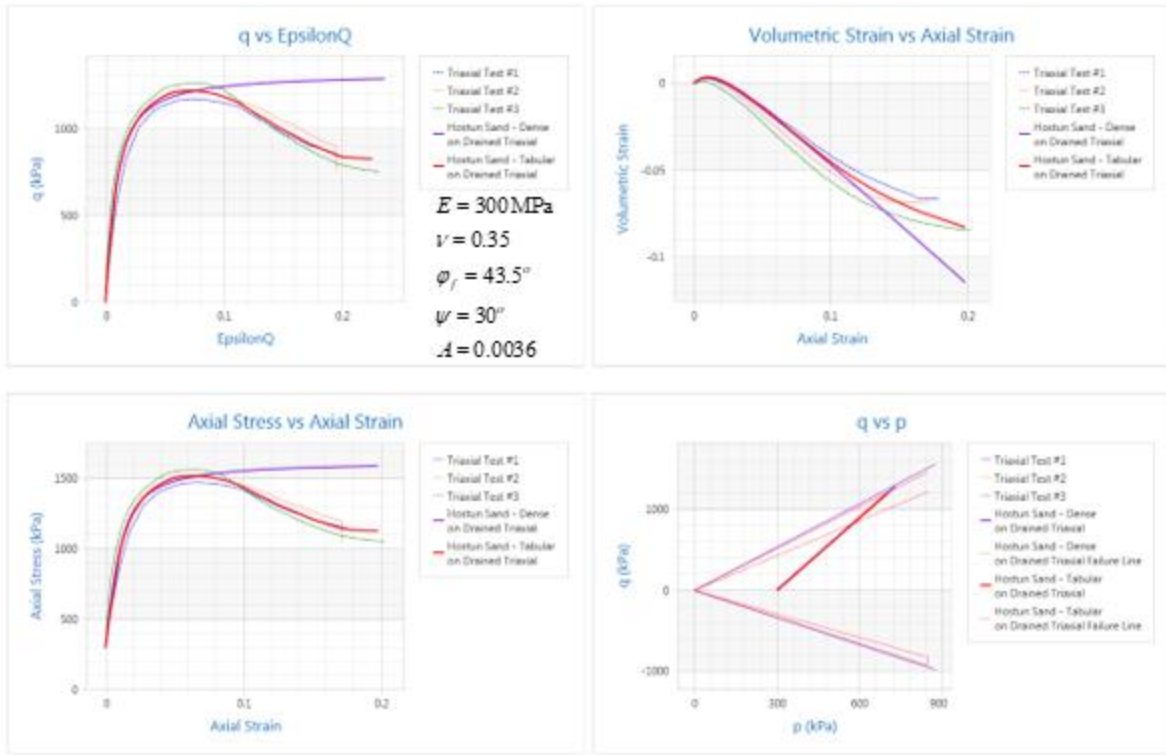 q vs EpsilonQ
Triaxial Test #1
Triaxial Test #2
Triaxial Test #3
Hostun Sand - Dense
on Drained Triaxial
Hostun Sand - Tabular
on Drained Triaxial
1000
500
0
q (kPa)
0 0.1 0.2
EpsilonQ
E = 300 MPa
ν = 0.35
φf = 43.5°
ψ = 30°
A = 0.0036
Volumetric Strain vs Axial Strain
Triaxial Test #1
Triaxial Test #2
Triaxial Test #3
Hostun Sand - Dense
on Drained Triaxial
Hostun Sand - Tabular
on Drained Triaxial
0
-0.05
-0.1
Volumetric Strain
0 0.1 0.2
Axial Strain
Axial Stress vs Axial Strain
Triaxial Test #1
Triaxial Test #2
Triaxial Test #3
Hostun Sand - Dense
on Drained Triaxial
Hostun Sand - Tabular
on Drained Triaxial
1500
1000
500
0
Axial Stress (kPa)
0 0.1 0.2
Axial Strain
q vs p
Triaxial Test #1
Triaxial Test #2
Triaxial Test #3
Hostun Sand - Dense
on Drained Triaxial
Hostun Sand - Dense
on Drained Triaxial Failure Line
Hostun Sand - Tabular
on Drained Triaxial
Hostun Sand - Tabular
on Drained Triaxial Failure Line
1000
0
-1000
q (kPa)
0 300 600 900
p (kPa)